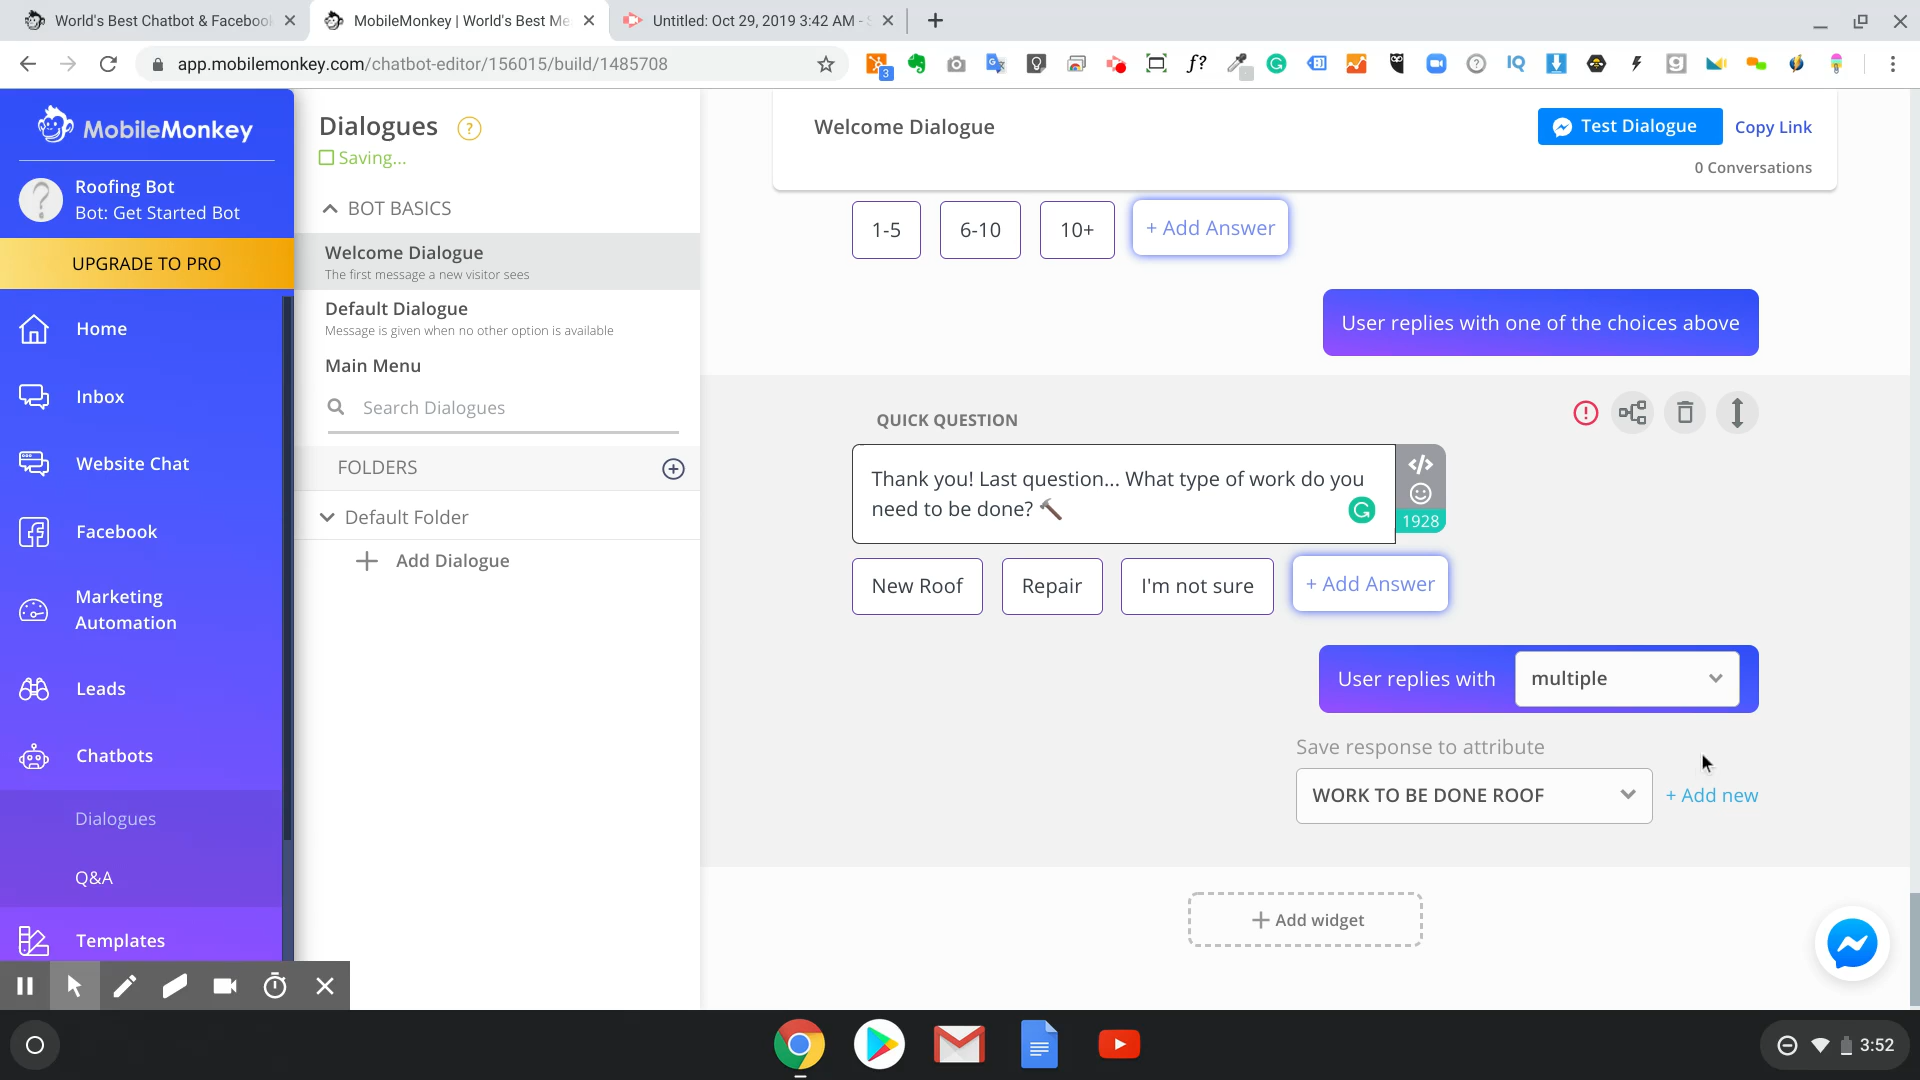 World's Best Chatbot & Faceboo
MobileMonkey | World's Best Me
Untitled: Oct 29, 2019 3:42 AM - S
app.mobilemonkey.com/chatbot-editor/156015/build/1485708
3
f?
IQ
g
MobileMonkey
Roofing Bot
Bot: Get Started Bot
UPGRADE TO PRO
Home
Inbox
Website Chat
Facebook
Marketing
Automation
Leads
Chatbots
Dialogues
Q&A
Templates
Dialogues ?
Saving...
BOT BASICS
Welcome Dialogue
The first message a new visitor sees
Default Dialogue
Message is given when no other option is available
Main Menu
Search Dialogues
FOLDERS
Default Folder
Add Dialogue
Welcome Dialogue
Test Dialogue
Copy Link
0 Conversations
1-5
6-10
10+
+ Add Answer
User replies with one of the choices above
QUICK QUESTION
Thank you! Last question... What type of work do you
need to be done? 🔨
</>
1928
New Roof
Repair
I'm not sure
+ Add Answer
User replies with
multiple
Save response to attribute
WORK TO BE DONE ROOF
+ Add new
+ Add widget
3:52